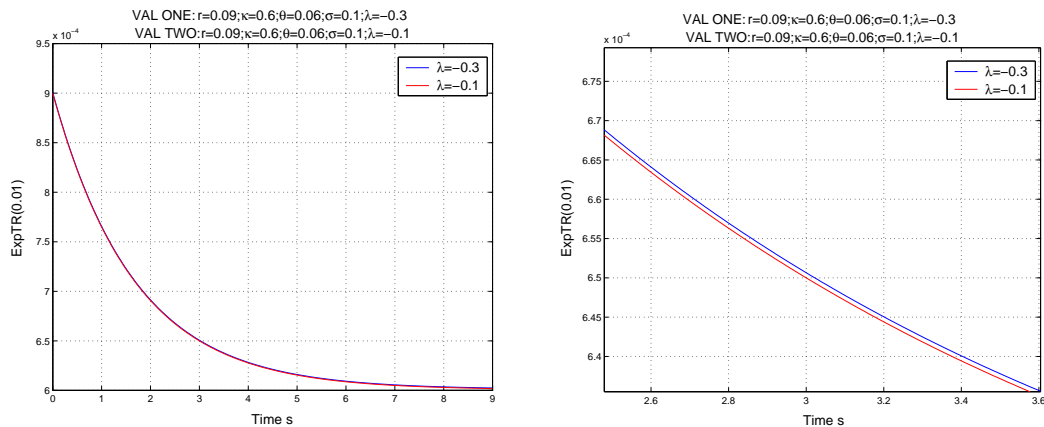 VAL ONE: r=0.09;κ=0.6;θ=0.06;σ=0.1;λ=−0.3
VAL TWO:r=0.09;κ=0.6;θ=0.06;σ=0.1;λ=−0.1
x 10⁻⁴
9.5
9
8.5
8
7.5
7
6.5
6
ExpTR(0.01)
0 1 2 3 4 5 6 7 8 9
Time s
λ=−0.3
λ=−0.1
VAL ONE: r=0.09;κ=0.6;θ=0.06;σ=0.1;λ=−0.3
VAL TWO:r=0.09;κ=0.6;θ=0.06;σ=0.1;λ=−0.1
x 10⁻⁴
6.75
6.7
6.65
6.6
6.55
6.5
6.45
6.4
ExpTR(0.01)
2.6 2.8 3 3.2 3.4 3.6
Time s
λ=−0.3
λ=−0.1